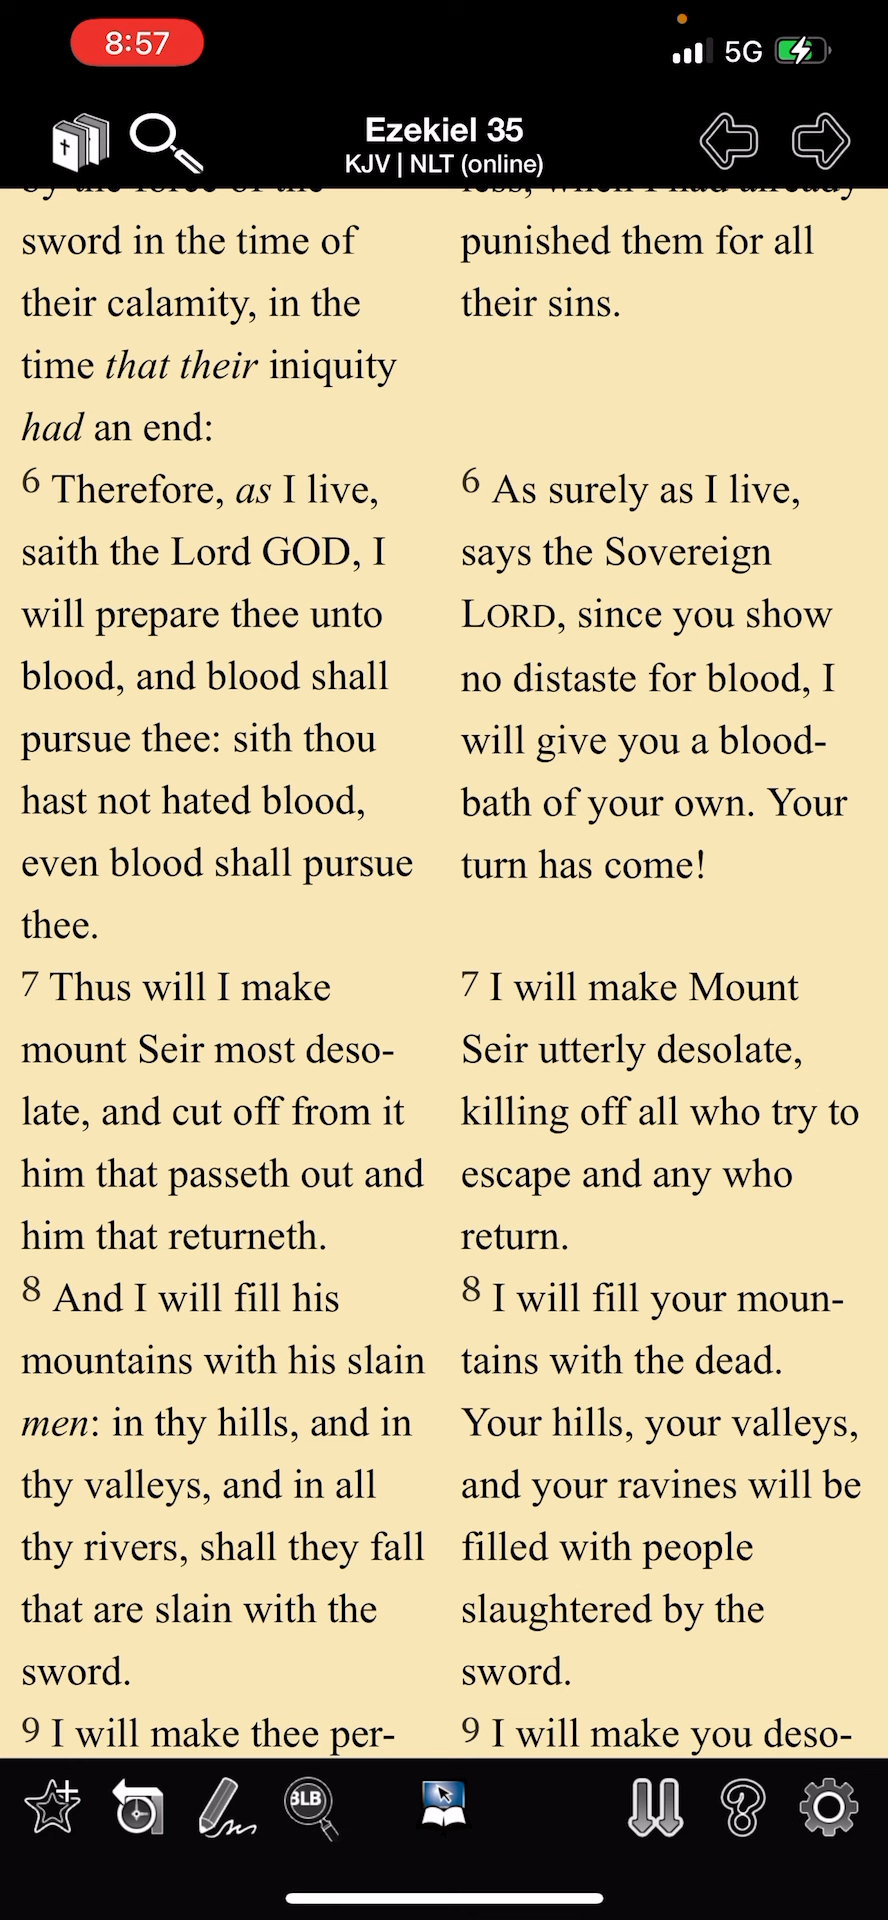 8:57
5G
Ezekiel 35
KJV | NLT (online)
by the force of the
sword in the time of
their calamity, in the
time that their iniquity
had an end:
6 Therefore, as I live,
saith the Lord GOD, I
will prepare thee unto
blood, and blood shall
pursue thee: sith thou
hast not hated blood,
even blood shall pursue
thee.
7 Thus will I make
mount Seir most deso-
late, and cut off from it
him that passeth out and
him that returneth.
8 And I will fill his
mountains with his slain
men: in thy hills, and in
thy valleys, and in all
thy rivers, shall they fall
that are slain with the
sword.
9 I will make thee per-
less, when I had already
punished them for all
their sins.
6 As surely as I live,
says the Sovereign
LORD, since you show
no distaste for blood, I
will give you a blood-
bath of your own. Your
turn has come!
7 I will make Mount
Seir utterly desolate,
killing off all who try to
escape and any who
return.
8 I will fill your moun-
tains with the dead.
Your hills, your valleys,
and your ravines will be
filled with people
slaughtered by the
sword.
9 I will make you deso-
BLB